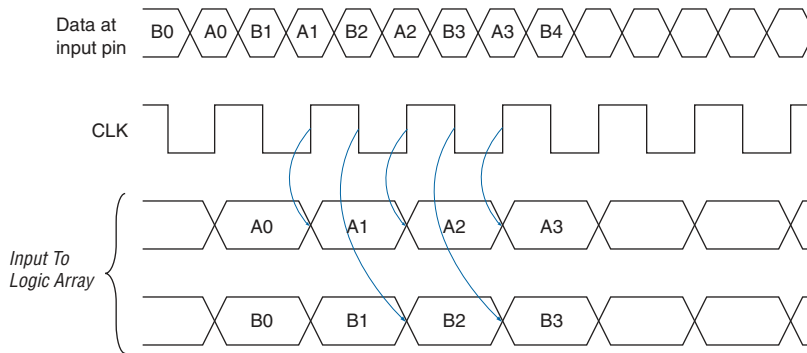 Data at
input pin
B0 A0 B1 A1 B2 A2 B3 A3 B4
CLK
Input To
Logic Array
A0 A1 A2 A3
B0 B1 B2 B3